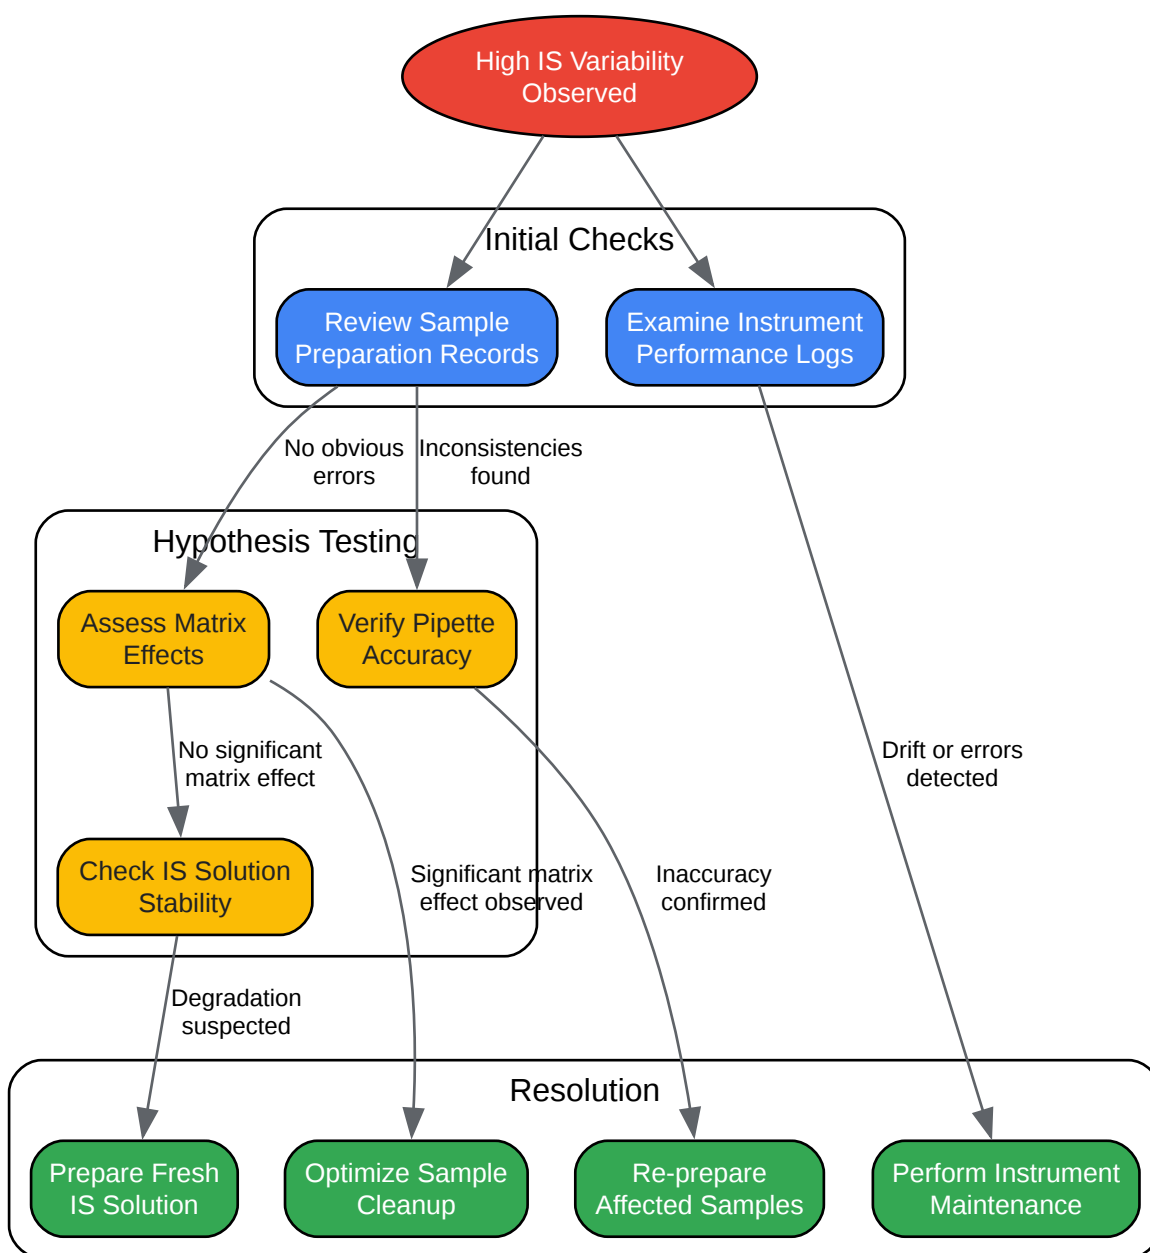 High IS Variability
Observed
Initial Checks
Review Sample
Preparation Records
Examine Instrument
Performance Logs
No obvious
errors
Inconsistencies
found
Hypothesis Testing
Assess Matrix
Effects
Verify Pipette
Accuracy
No significant
matrix effect
Drift or errors
detected
Check IS Solution
Stability
Significant matrix
effect observed
Inaccuracy
confirmed
Degradation
suspected
Resolution
Prepare Fresh
IS Solution
Optimize Sample
Cleanup
Re-prepare
Affected Samples
Perform Instrument
Maintenance